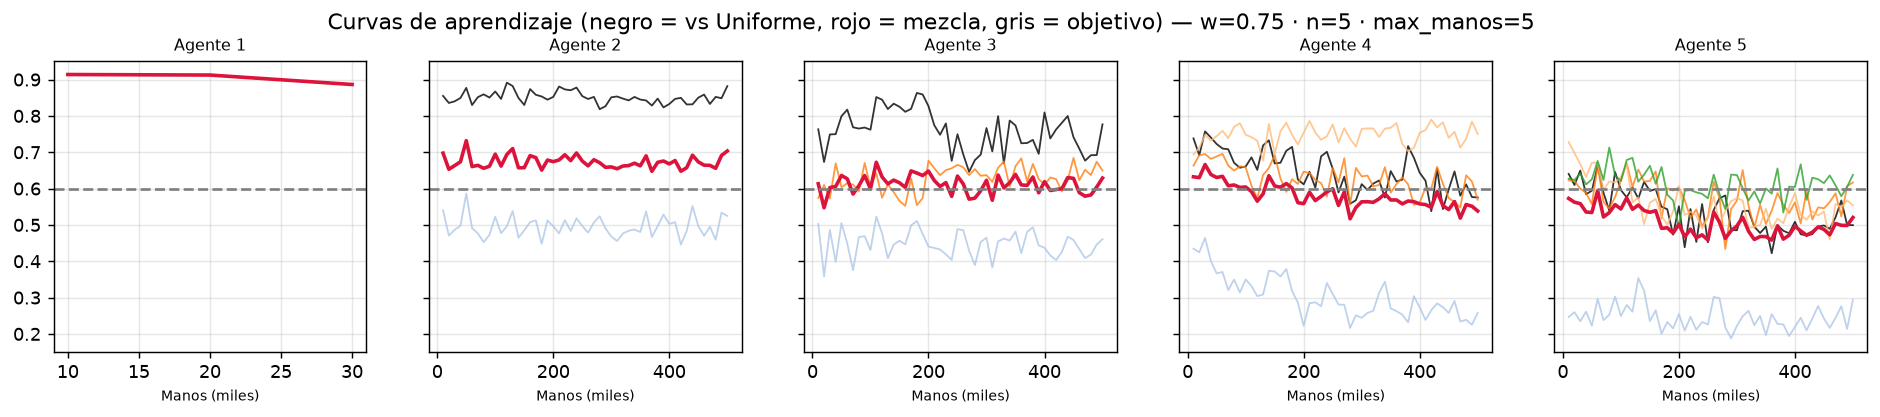 Curvas de aprendizaje (negro = vs Uniforme, rojo = mezcla, gris = objetivo) — w=0.75 · n=5 · max_manos=5
Agente 1
Agente 2
Agente 3
Agente 4
Agente 5
0.9
0.8
0.7
0.6
0.5
0.4
0.3
0.2
10 15 20 25 30
0 200 400
0 200 400
0 200 400
0 200 400
Manos (miles)
Manos (miles)
Manos (miles)
Manos (miles)
Manos (miles)